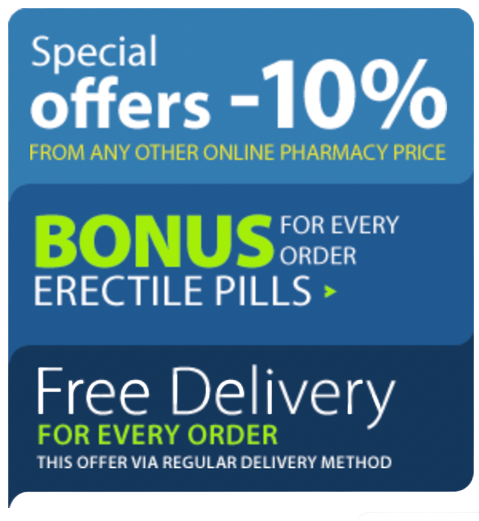 Special
offers -10%
FROM ANY OTHER ONLINE PHARMACY PRICE
BONUS FOR EVERY
ORDER
ERECTILE PILLS >
Free Delivery
FOR EVERY ORDER
THIS OFFER VIA REGULAR DELIVERY METHOD